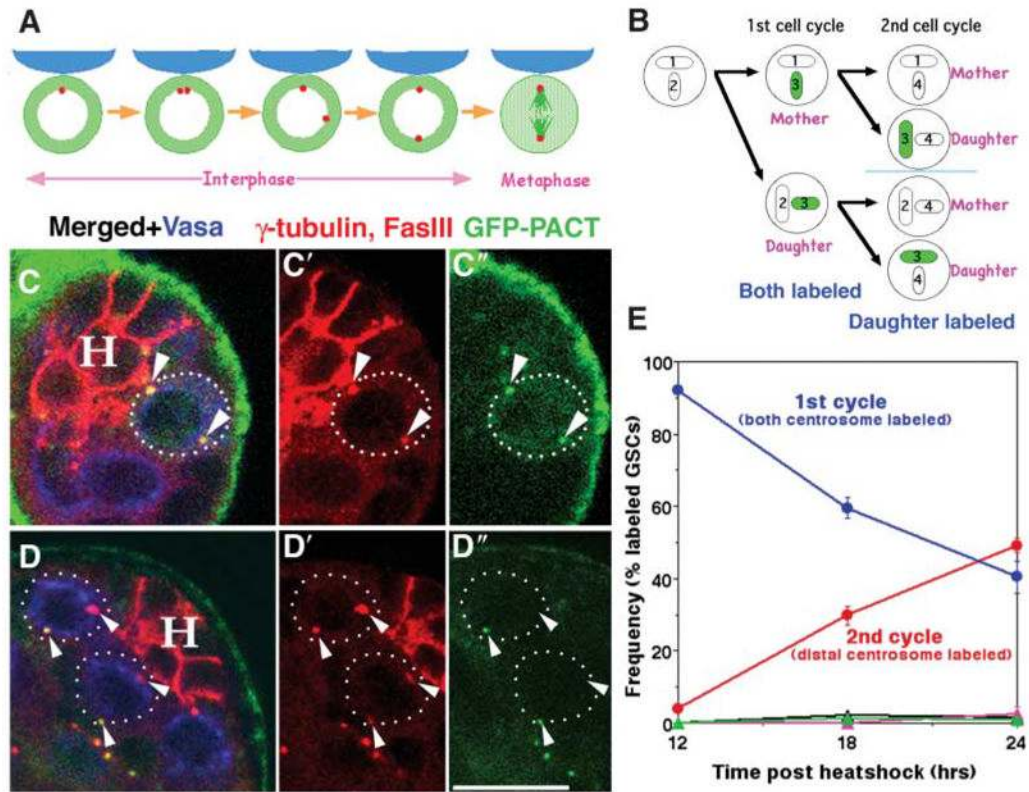 A
Interphase
Metaphase
B
1st cell cycle
2nd cell cycle
1
2
1
3
Mother
1
4
Mother
3
4
Daughter
2
3
Daughter
2
4
Mother
3
4
Daughter
Both labeled
Daughter labeled
Merged+Vasa
γ-tubulin, FasIII
GFP-PACT
C
H
C'
C"
D
H
D'
D"
E
Frequency (% labeled GSCs)
100
80
60
40
20
0
1st cycle
(both centrosome labeled)
2nd cycle
(distal centrosome labeled)
12
18
24
Time post heatshock (hrs)